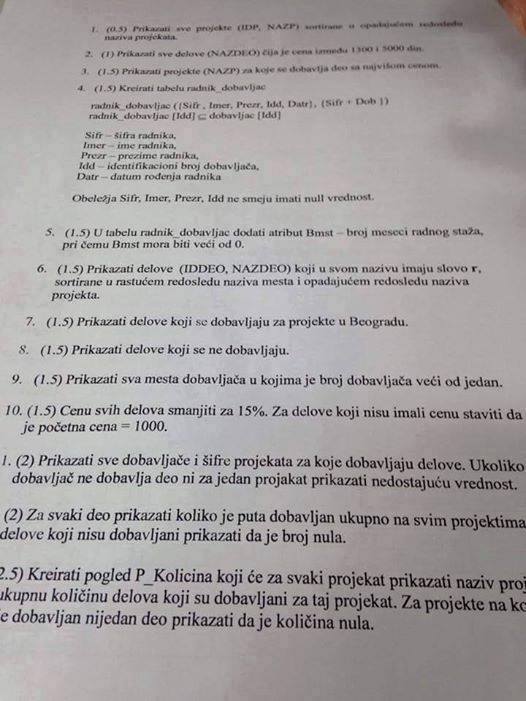 1. (0.5) Prikazati sve projekte (IDP, NAZP) sortirane u opadajućem redosledu
naziva projekata.
2. (1) Prikazati sve delove (NAZDEO) čija je cena između 1300 i 5000 din.
3. (1.5) Prikazati projekte (NAZP) za koje se dobavlja deo sa najvišom cenom.
4. (1.5) Kreirati tabelu radnik_dobavljac
radnik_dobavljac ({Sifr , Imer, Prezr, Idd, Datr}, {Sifr + Dob })
radnik_dobavljac [Idd] ⊆ dobavljac [Idd]
Sifr – šifra radnika,
Imer – ime radnika,
Prezr – prezime radnika,
Idd – identifikacioni broj dobavljača,
Datr – datum rođenja radnika
Obeležja Sifr, Imer, Prezr, Idd ne smeju imati null vrednost.
5. (1.5) U tabelu radnik_dobavljac dodati atribut Bmst – broj meseci radnog staža,
pri čemu Bmst mora biti veći od 0.
6. (1.5) Prikazati delove (IDDEO, NAZDEO) koji u svom nazivu imaju slovo r,
sortirane u rastućem redosledu naziva mesta i opadajućem redosledu naziva
projekta.
7. (1.5) Prikazati delove koji se dobavljaju za projekte u Beogradu.
8. (1.5) Prikazati delove koji se ne dobavljaju.
9. (1.5) Prikazati sva mesta dobavljača u kojima je broj dobavljača veći od jedan.
10. (1.5) Cenu svih delova smanjiti za 15%. Za delove koji nisu imali cenu staviti da
je početna cena = 1000.
1. (2) Prikazati sve dobavljače i šifre projekata za koje dobavljaju delove. Ukoliko
dobavljač ne dobavlja deo ni za jedan projakat prikazati nedostajuću vrednost.
(2) Za svaki deo prikazati koliko je puta dobavljan ukupno na svim projektima
delove koji nisu dobavljani prikazati da je broj nula.
2.5) Kreirati pogled P_Kolicina koji će za svaki projekat prikazati naziv proj
ukupnu količinu delova koji su dobavljani za taj projekat. Za projekte na ko
e dobavljan nijedan deo prikazati da je količina nula.